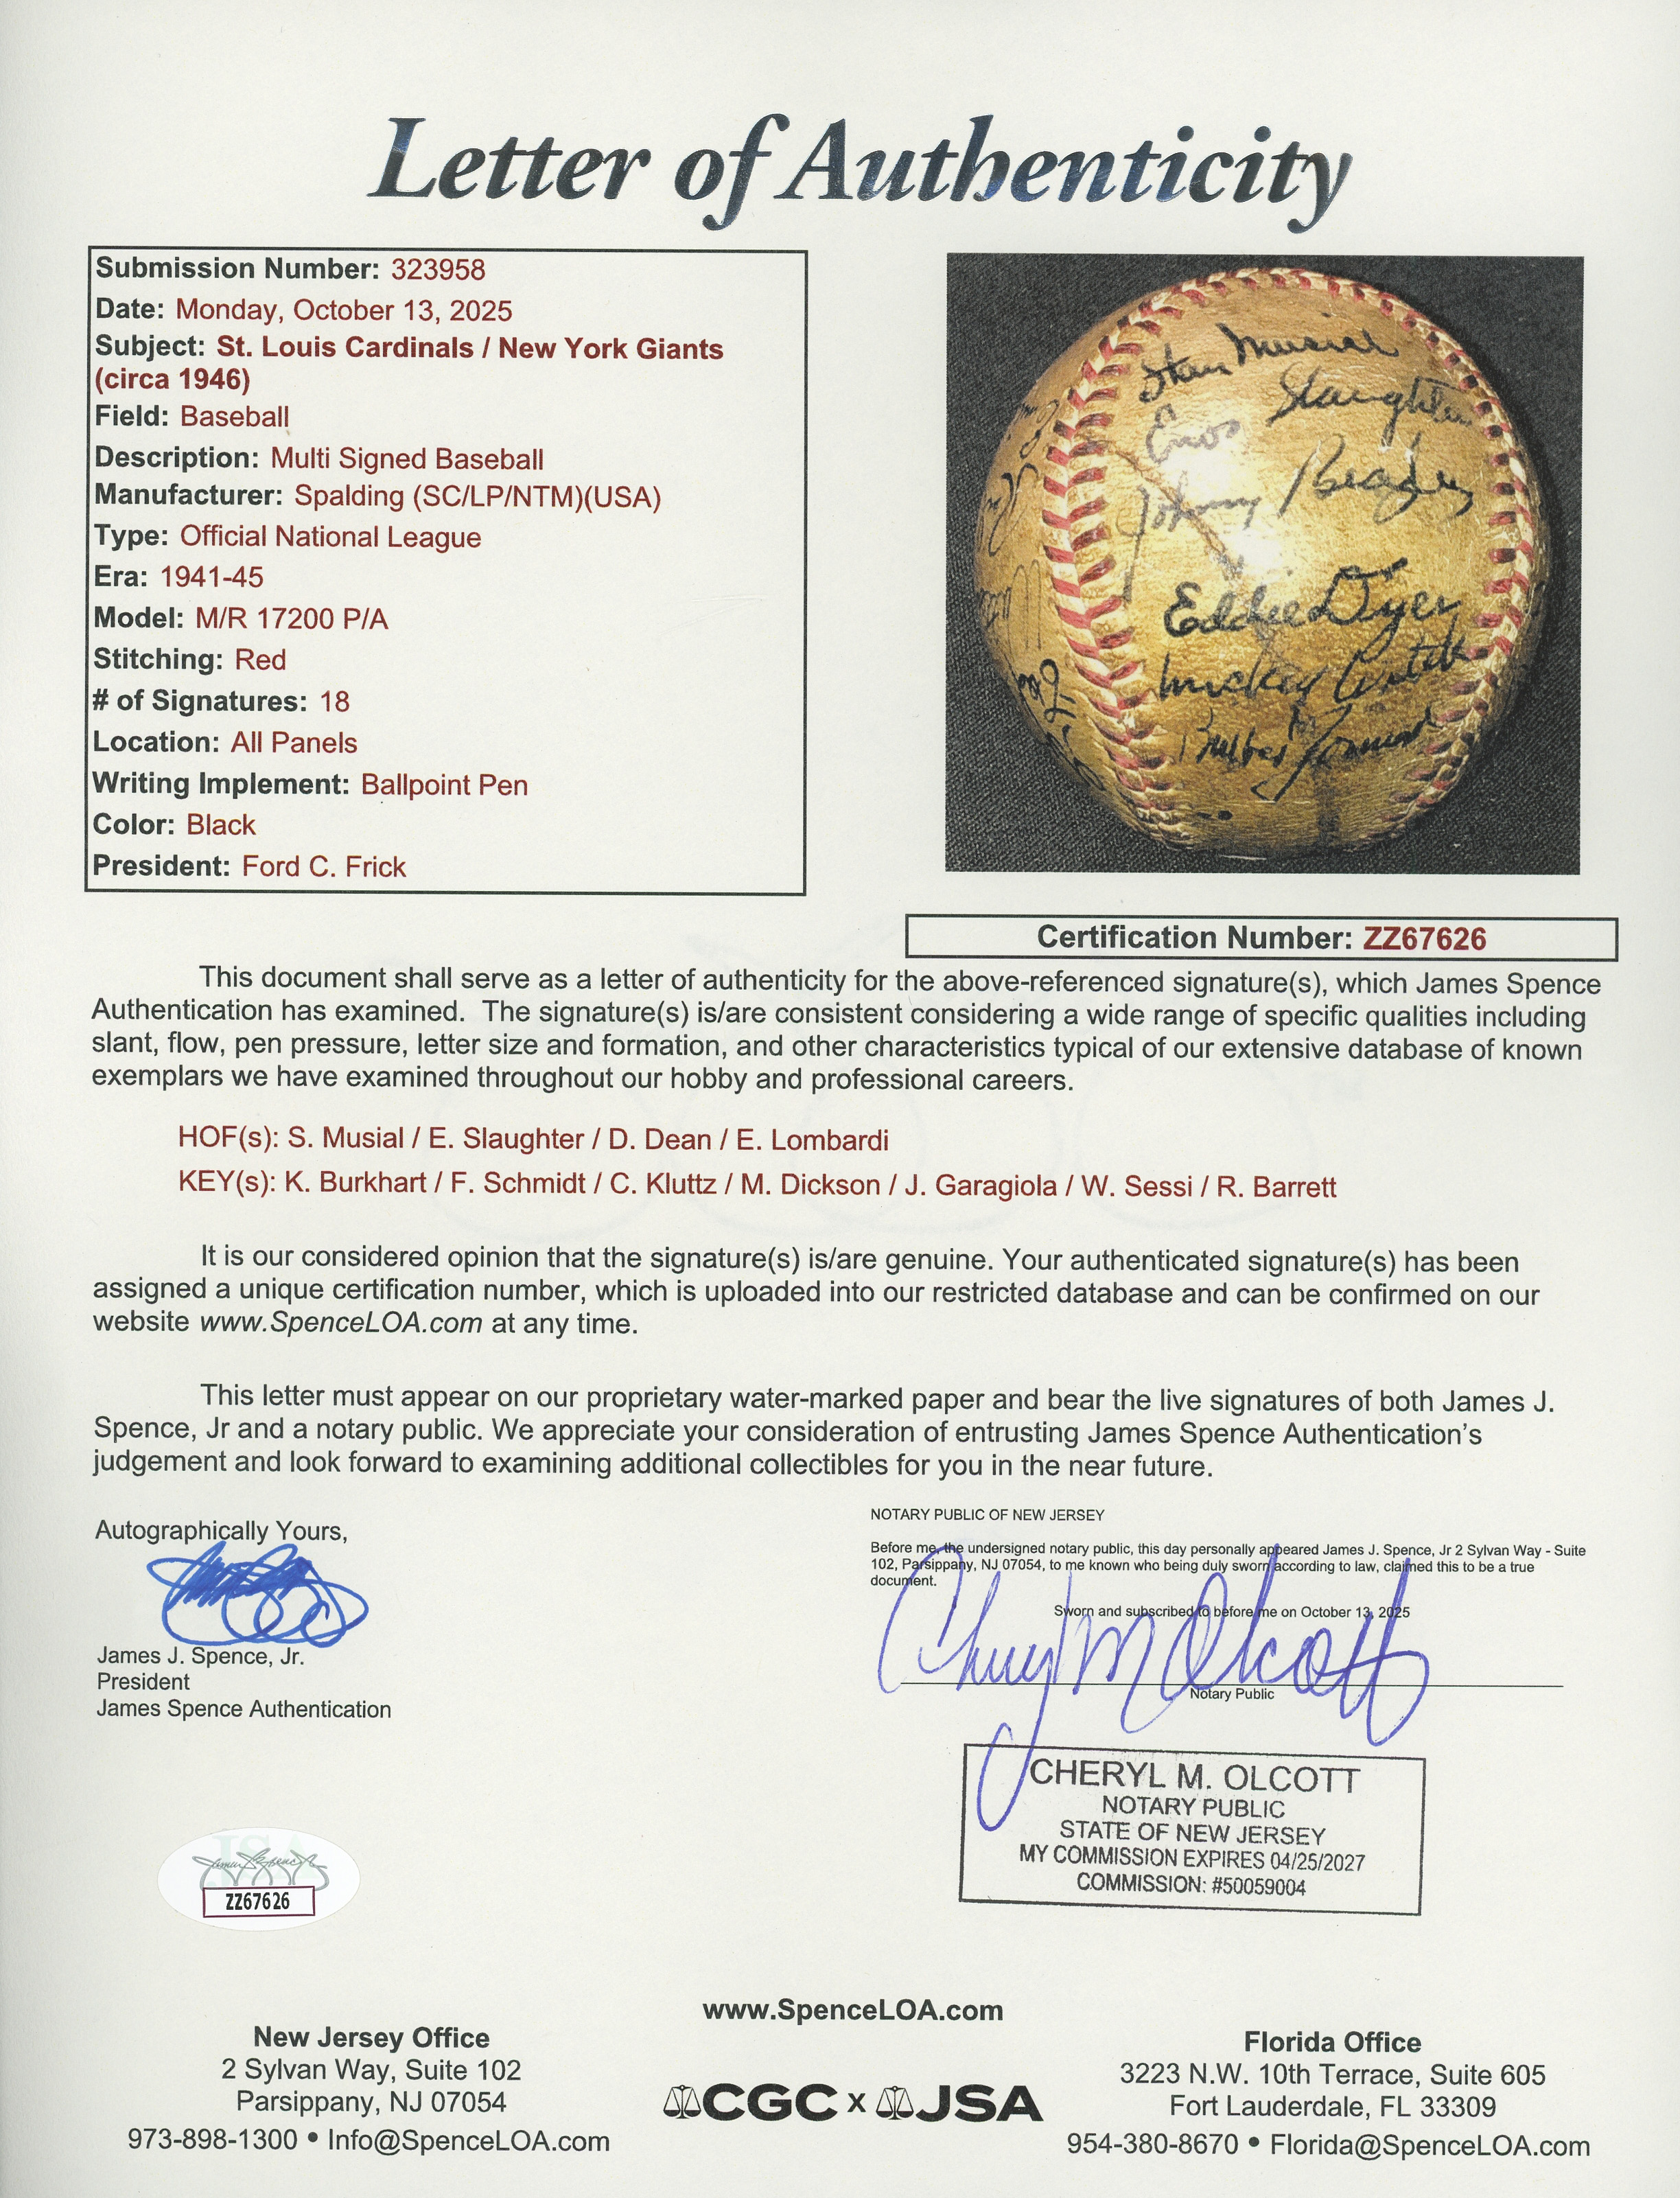 Letter of Authenticity
Submission Number: 323958
Date: Monday, October 13, 2025
Subject: St. Louis Cardinals / New York Giants
(circa 1946)
Field: Baseball
Description: Multi Signed Baseball
Manufacturer: Spalding (SC/LP/NTM)(USA)
Type: Official National League
Era: 1941-45
Model: M/R 17200 P/A
Stitching: Red
# of Signatures: 18
Location: All Panels
Writing Implement: Ballpoint Pen
Color: Black
President: Ford C. Frick
Stan Musial
Enos Slaughter
Johnny Beazley
Eddie Dyer
Mickey Witek
Certification Number: ZZ67626
This document shall serve as a letter of authenticity for the above-referenced signature(s), which James Spence
Authentication has examined. The signature(s) is/are consistent considering a wide range of specific qualities including
slant, flow, pen pressure, letter size and formation, and other characteristics typical of our extensive database of known
exemplars we have examined throughout our hobby and professional careers.
HOF(s): S. Musial / E. Slaughter / D. Dean / E. Lombardi
KEY(s): K. Burkhart / F. Schmidt / C. Kluttz / M. Dickson / J. Garagiola / W. Sessi / R. Barrett
It is our considered opinion that the signature(s) is/are genuine. Your authenticated signature(s) has been
assigned a unique certification number, which is uploaded into our restricted database and can be confirmed on our
website www.SpenceLOA.com at any time.
This letter must appear on our proprietary water-marked paper and bear the live signatures of both James J.
Spence, Jr and a notary public. We appreciate your consideration of entrusting James Spence Authentication's
judgement and look forward to examining additional collectibles for you in the near future.
Autographically Yours,
James J. Spence, Jr.
President
James Spence Authentication
NOTARY PUBLIC OF NEW JERSEY
Before me, the undersigned notary public, this day personally appeared James J. Spence, Jr 2 Sylvan Way - Suite
102, Parsippany, NJ 07054, to me known who being duly sworn according to law, claimed this to be a true
document.
Sworn and subscribed to before me on October 13, 2025
Cheryl M Olcott
Notary Public
CHERYL M. OLCOTT
NOTARY PUBLIC
STATE OF NEW JERSEY
MY COMMISSION EXPIRES 04/25/2027
COMMISSION: #50059004
JSA
James Spence
ZZ67626
www.SpenceLOA.com
New Jersey Office
2 Sylvan Way, Suite 102
Parsippany, NJ 07054
973-898-1300 • Info@SpenceLOA.com
CGC x JSA
Florida Office
3223 N.W. 10th Terrace, Suite 605
Fort Lauderdale, FL 33309
954-380-8670 • Florida@SpenceLOA.com